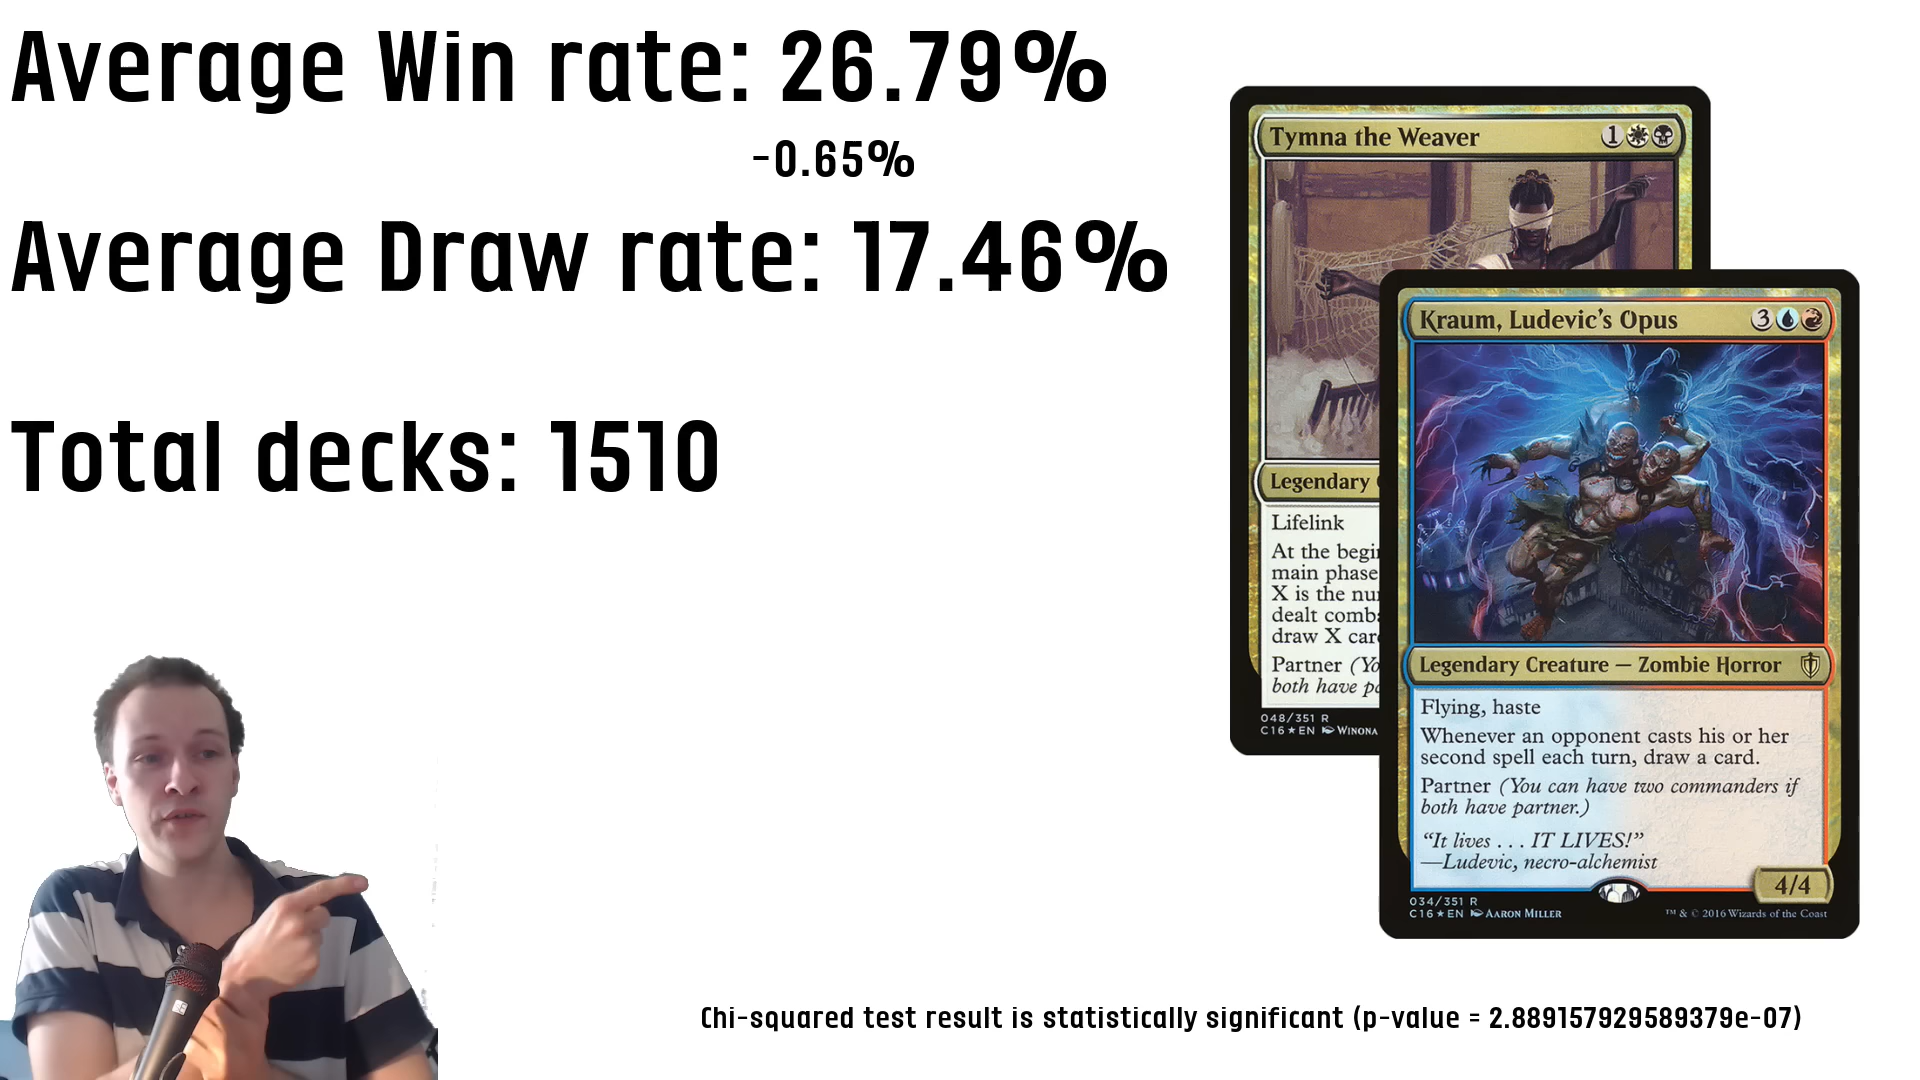 Average Win rate: 26.79%
-0.65%
Average Draw rate: 17.46%
Total decks: 1510
Tymna the Weaver 1
Legendary
Lifelink
At the begi
main phase
X is the nu
dealt comb
draw X car
Partner (Yo
both have p
048/351 R
C16★EN WINONA
Kraum, Ludevic's Opus 3
Legendary Creature — Zombie Horror
Flying, haste
Whenever an opponent casts his or her
second spell each turn, draw a card.
Partner (You can have two commanders if
both have partner.)
“It lives . . . IT LIVES!”
—Ludevic, necro-alchemist
4/4
034/351 R
C16★EN AARON MILLER
™ & © 2016 Wizards of the Coast
Chi-squared test result is statistically significant (p-value = 2.889157929589379e-07)